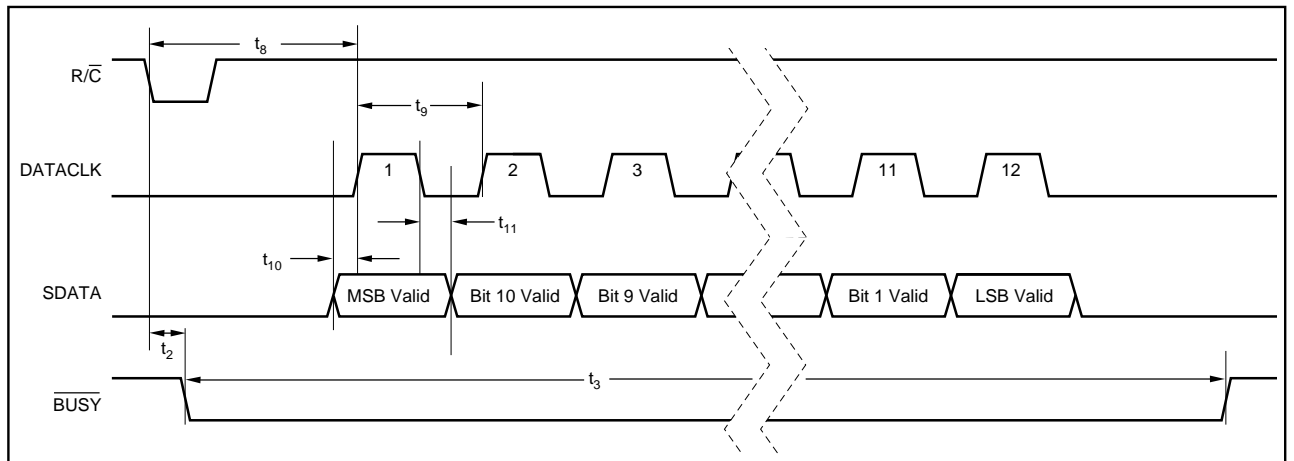 t8
R/C̅
t9
DATACLK
1
2
3
11
12
t11
t10
SDATA
MSB Valid
Bit 10 Valid
Bit 9 Valid
Bit 1 Valid
LSB Valid
t2
t3
B̅U̅S̅Y̅